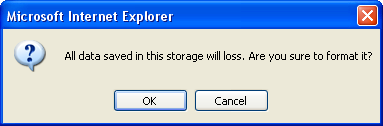 Microsoft Internet Explorer
All data saved in this storage will loss. Are you sure to format it?
OK
Cancel